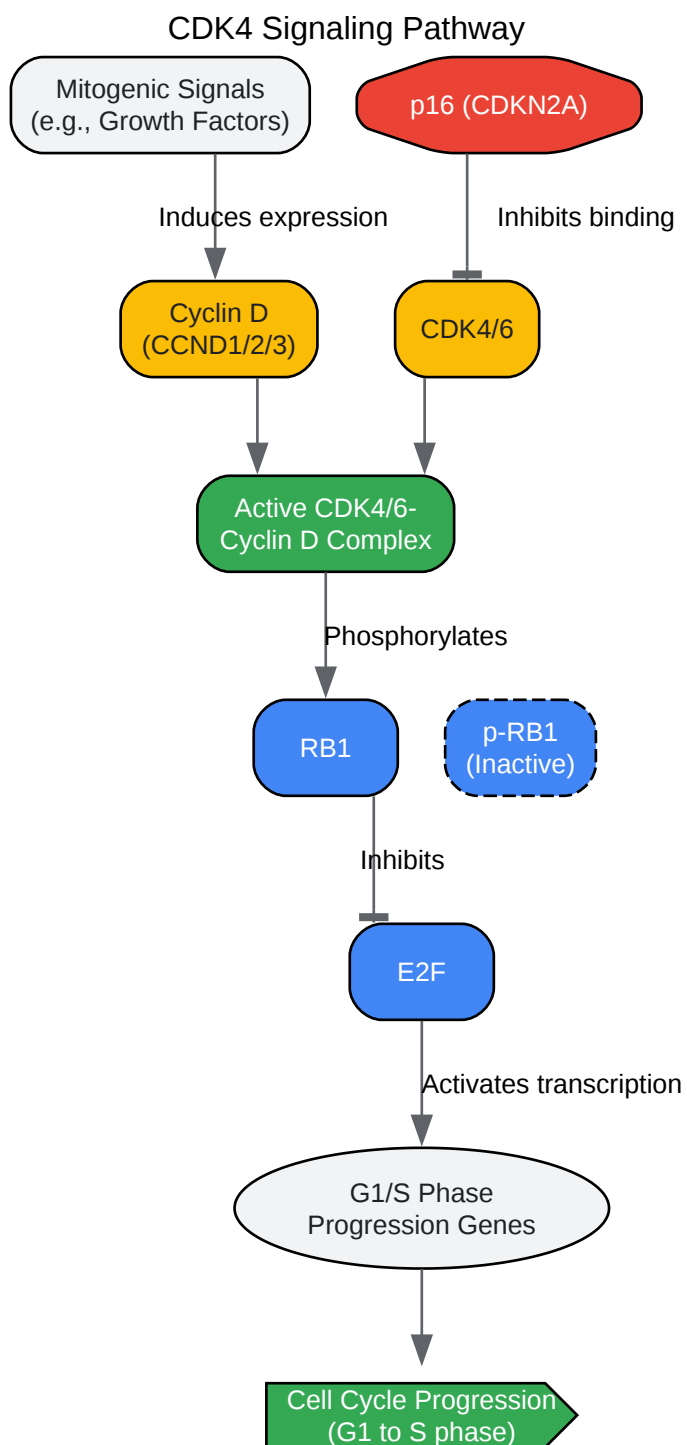 CDK4 Signaling Pathway
Mitogenic Signals
(e.g., Growth Factors)
p16 (CDKN2A)
Induces expression
Inhibits binding
Cyclin D
(CCND1/2/3)
CDK4/6
Active CDK4/6-
Cyclin D Complex
Phosphorylates
RB1
p-RB1
(Inactive)
Inhibits
E2F
Activates transcription
G1/S Phase
Progression Genes
Cell Cycle Progression
(G1 to S phase)